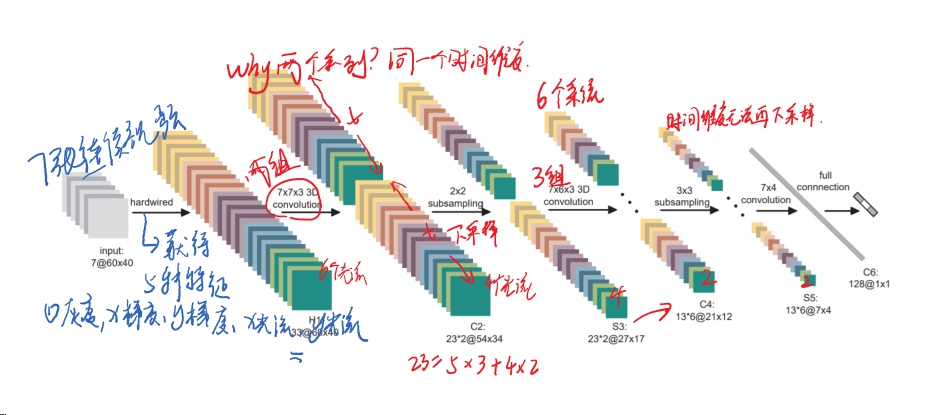 Why 两个系列? 同一个时间维度.
6个系统
时间维度无法再下采样.
7张连续视频
两组
3组
hardwired
7x7x3 3D
convolution
2x2
subsampling
7x6x3 3D
convolution
3x3
subsampling
7x4
convolution
full
connnection
input:
7@60x40
获得
5种特征
t
t
下采样
6个光流
4个光流
4
2
2
灰度, x梯度, y梯度, x光流, y光流
H1:
33@60x40
C2:
23*2@54x34
S3:
23*2@27x17
C4:
13*6@21x12
S5:
13*6@7x4
C6:
128@1x1
23=5×3+4×2